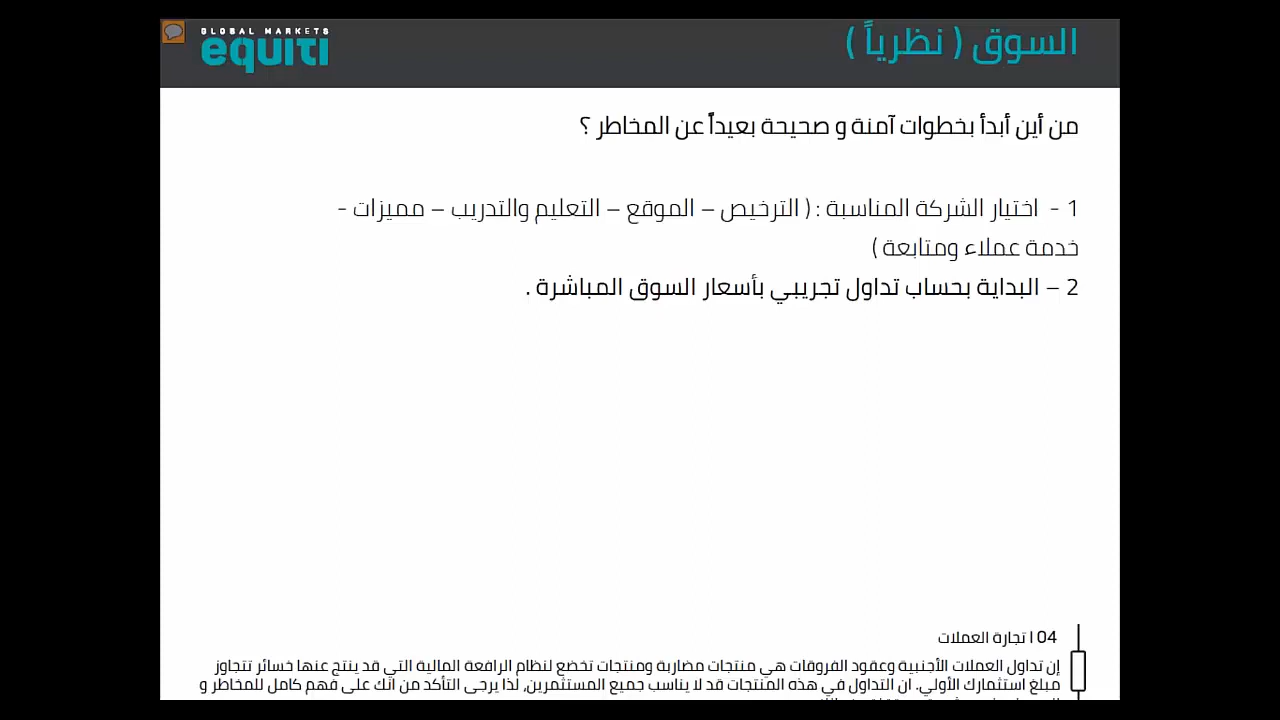 السوق ( نظرياً )
GLOBAL MARKETS
equiti
من أين أبدأ بخطوات آمنة و صحيحة بعيداً عن المخاطر ؟
1 - اختيار الشركة المناسبة : ( الترخيص – الموقع – التعليم والتدريب – مميزات -
خدمة عملاء ومتابعة )
2 – البداية بحساب تداول تجريبي بأسعار السوق المباشرة .
04 | تجارة العملات
إن تداول العملات الأجنبية وعقود الفروقات هي منتجات مضاربة ومنتجات تخضع لنظام الرافعة المالية التي قد ينتج عنها خسائر تتجاوز
مبلغ استثمارك الأولي. ان التداول في هذه المنتجات قد لا يناسب جميع المستثمرين, لذا يرجى التأكد من انك على فهم كامل للمخاطر و